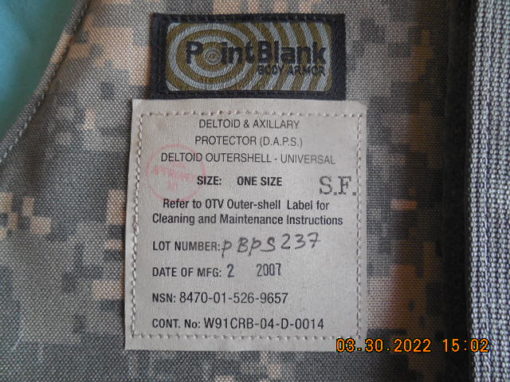 PointBlank
BODY ARMOR
DELTOID & AXILLARY
PROTECTOR (D.A.P.S.)
DELTOID OUTERSHELL - UNIVERSAL
SIZE: ONE SIZE
S.F.
Refer to OTV Outer-shell Label for
Cleaning and Maintenance Instructions
LOT NUMBER: PBPS237
DATE OF MFG: 2 2007
NSN: 8470-01-526-9657
CONT. No: W91CRB-04-D-0014
03.30.2022 15:02